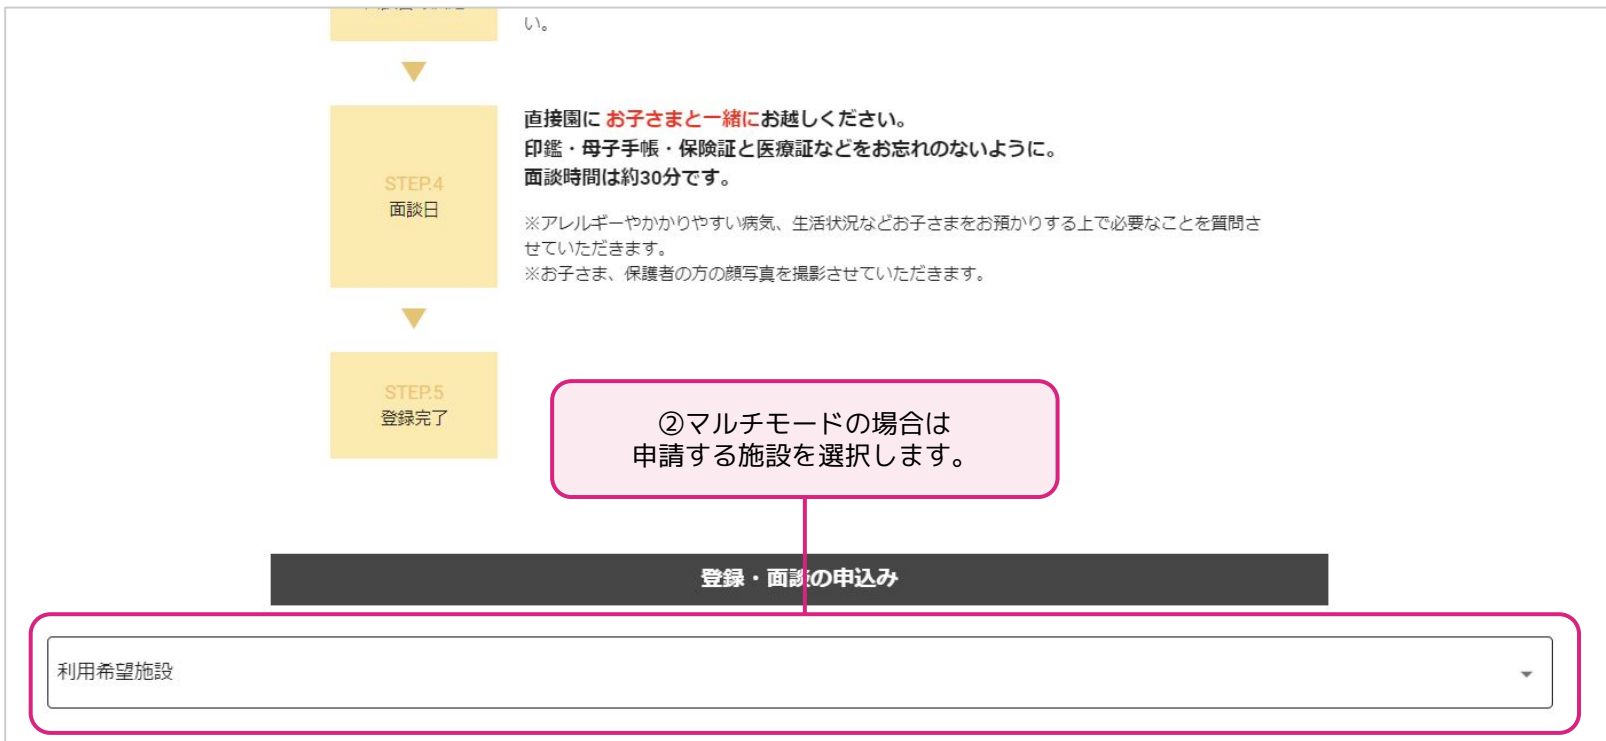 い。
直接園に お子さまと一緒にお越しください。
印鑑・母子手帳・保険証と医療証などをお忘れのないように。
面談時間は約30分です。
STEP.4
面談日
※アレルギーやかかりやすい病気、生活状況などお子さまをお預かりする上で必要なことを質問さ
せていただきます。
※お子さま、保護者の方の顔写真を撮影させていただきます。
STEP.5
登録完了
②マルチモードの場合は
申請する施設を選択します。
登録・面談の申込み
利用希望施設